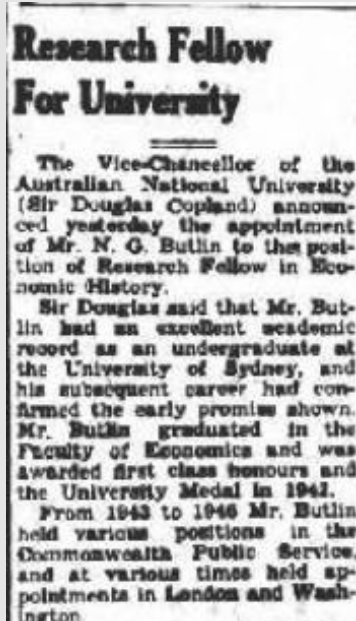 Research Fellow
For University
The Vice-Chancellor of the
Australian National University
(Sir Douglas Copland) announ-
ced yesterday the appointment
of Mr. N. G. Butlin to the posi-
tion of Research Fellow in Eco-
nomic History.
Sir Douglas said that Mr. But-
lin had an excellent academic
record as an undergraduate at
the University of Sydney, and
his subsequent career had con-
firmed the early promise shown.
Mr. Butlin graduated in the
Faculty of Economics and was
awarded first class honours and
the University Medal in 1942.
From 1943 to 1946 Mr. Butlin
held various positions in the
Commonwealth Public Service,
and at various times held ap-
pointments in London and Wash-
ington